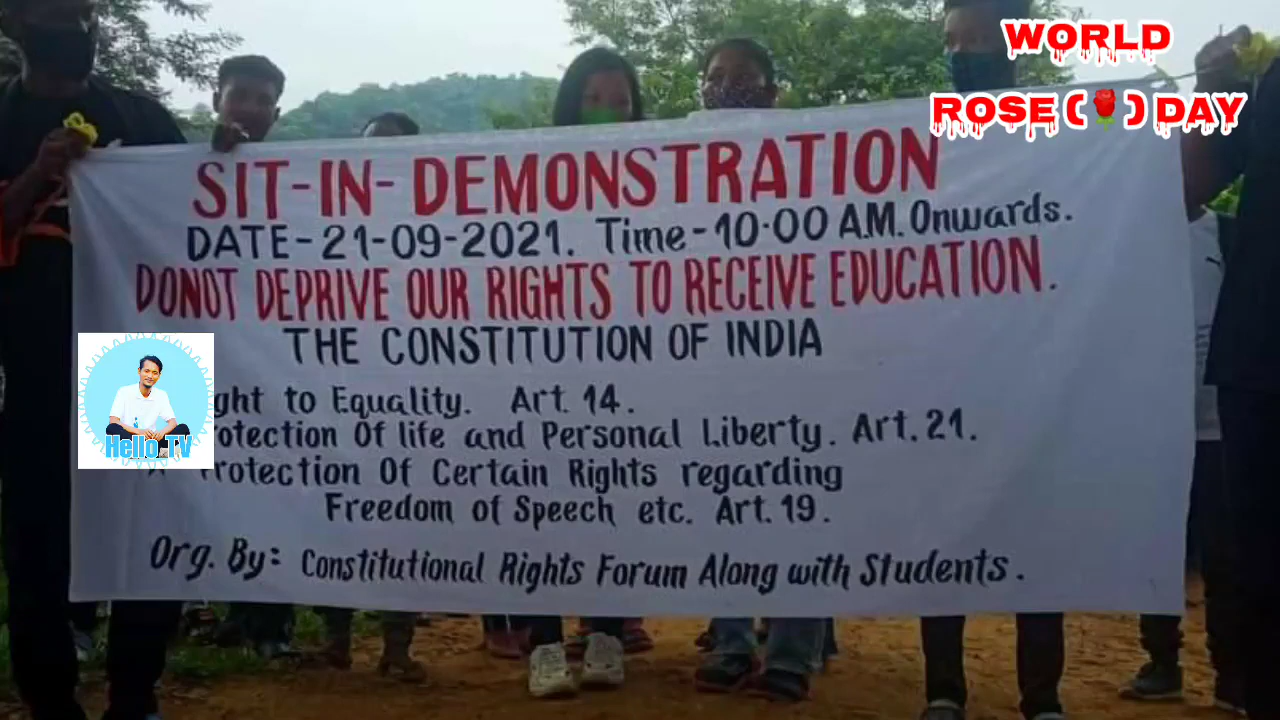 WORLD
ROSE (🌹) DAY
SIT-IN-DEMONSTRATION
DATE-21-09-2021. Time-10.00 A.M. Onwards.
DONOT DEPRIVE OUR RIGHTS TO RECEIVE EDUCATION.
THE CONSTITUTION OF INDIA
ght to Equality. Art. 14.
rotection Of life and Personal Liberty. Art. 21.
Protection Of Certain Rights regarding
Freedom of Speech etc. Art. 19.
Org. By: Constitutional Rights Forum Along with Students.
Hello TV